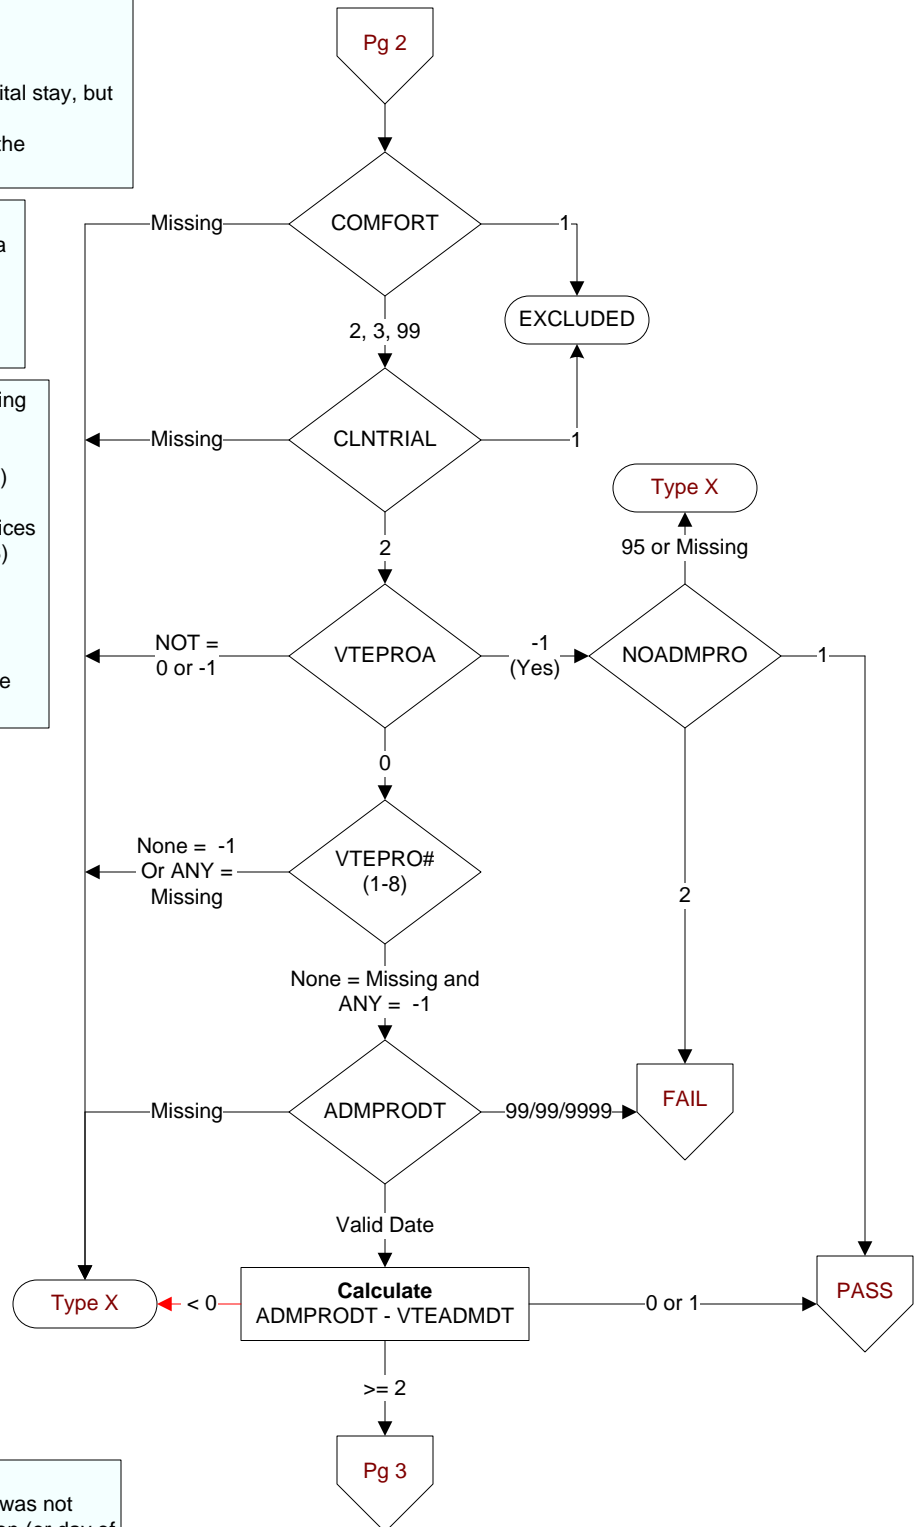 Pg 2
ital stay, but
the
Missing
COMFORT
1
a
EXCLUDED
2, 3, 99
ing
Missing
CLNTRIAL
1
)
ices
)
Type X
2
95 or Missing
NOT =
0 or -1
VTEPROA
-1
(Yes)
NOADMPRO
1
e
0
None = -1
Or ANY =
Missing
VTEPRO#
(1-8)
2
None = Missing and
ANY = -1
Missing
ADMPRODT
99/99/9999
FAIL
Valid Date
Type X
< 0
Calculate
ADMPRODT - VTEADMDT
0 or 1
PASS
>= 2
Pg 3
was not
(or day of